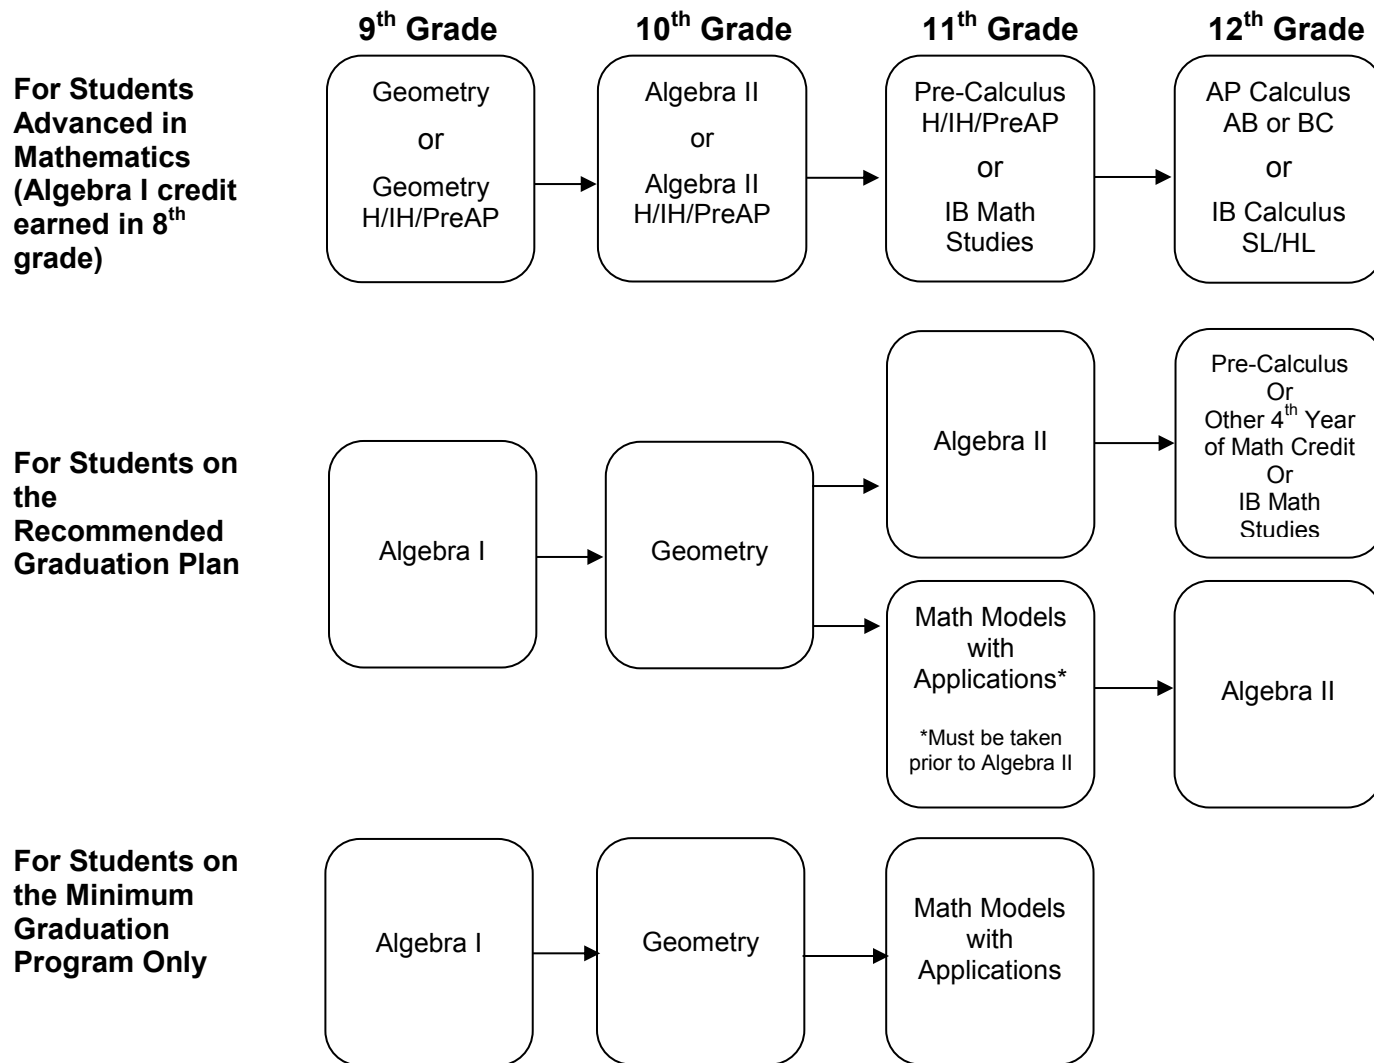 9th Grade
10th Grade
11th Grade
12th Grade
For Students
Advanced in
Mathematics
(Algebra I credit
earned in 8th
grade)
Geometry
or
Geometry
H/IH/PreAP
Algebra II
or
Algebra II
H/IH/PreAP
Pre-Calculus
H/IH/PreAP
or
IB Math
Studies
AP Calculus
AB or BC
or
IB Calculus
SL/HL
For Students on
the
Recommended
Graduation Plan
Algebra I
Geometry
Algebra II
Pre-Calculus
Or
Other 4th Year
of Math Credit
Or
IB Math
Studies
Math Models
with
Applications*
*Must be taken
prior to Algebra II
Algebra II
For Students on
the Minimum
Graduation
Program Only
Algebra I
Geometry
Math Models
with
Applications